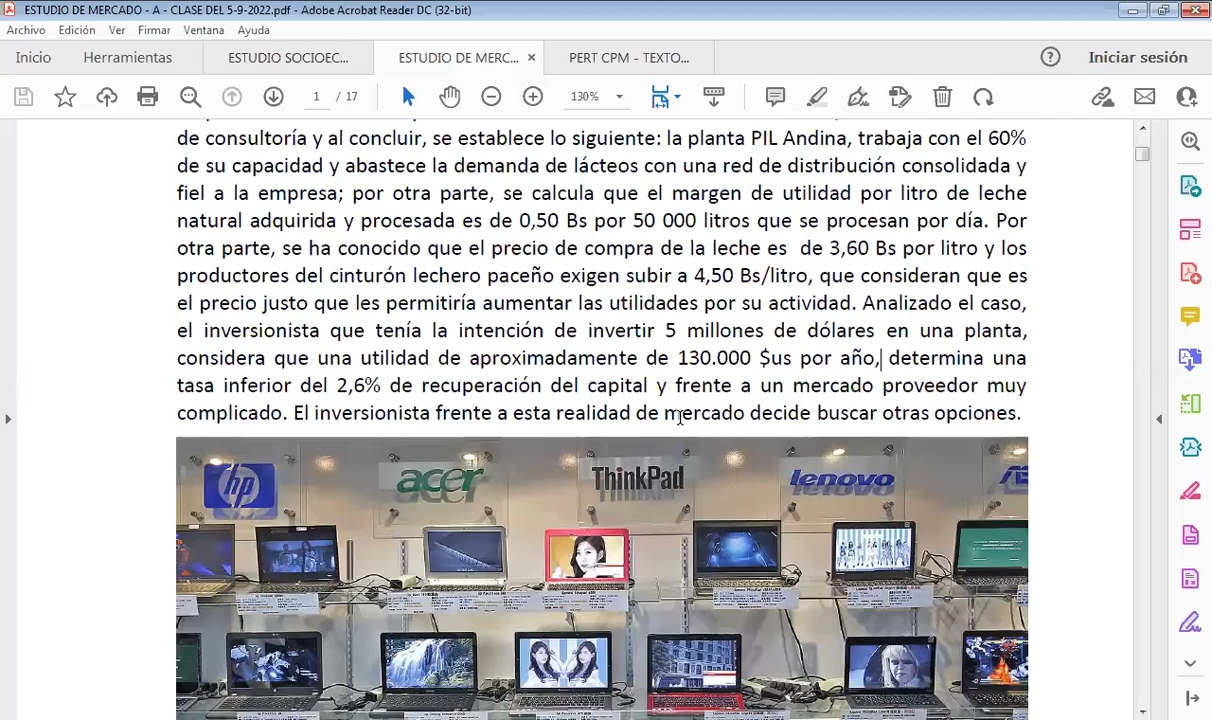 ESTUDIO DE MERCADO - A - CLASE DEL 5-9-2022.pdf - Adobe Acrobat Reader DC (32-bit)
Archivo Edición Ver Firmar Ventana Ayuda
Inicio Herramientas ESTUDIO SOCIOEC... ESTUDIO DE MERC... × PERT CPM - TEXTO... Iniciar sesión
1 / 17 130%
de consultoría y al concluir, se establece lo siguiente: la planta PIL Andina, trabaja con el 60%
de su capacidad y abastece la demanda de lácteos con una red de distribución consolidada y
fiel a la empresa; por otra parte, se calcula que el margen de utilidad por litro de leche
natural adquirida y procesada es de 0,50 Bs por 50 000 litros que se procesan por día. Por
otra parte, se ha conocido que el precio de compra de la leche es de 3,60 Bs por litro y los
productores del cinturón lechero paceño exigen subir a 4,50 Bs/litro, que consideran que es
el precio justo que les permitiría aumentar las utilidades por su actividad. Analizado el caso,
el inversionista que tenía la intención de invertir 5 millones de dólares en una planta,
considera que una utilidad de aproximadamente de 130.000 $us por año, determina una
tasa inferior del 2,6% de recuperación del capital y frente a un mercado proveedor muy
complicado. El inversionista frente a esta realidad de mercado decide buscar otras opciones.
hp acer ThinkPad lenovo